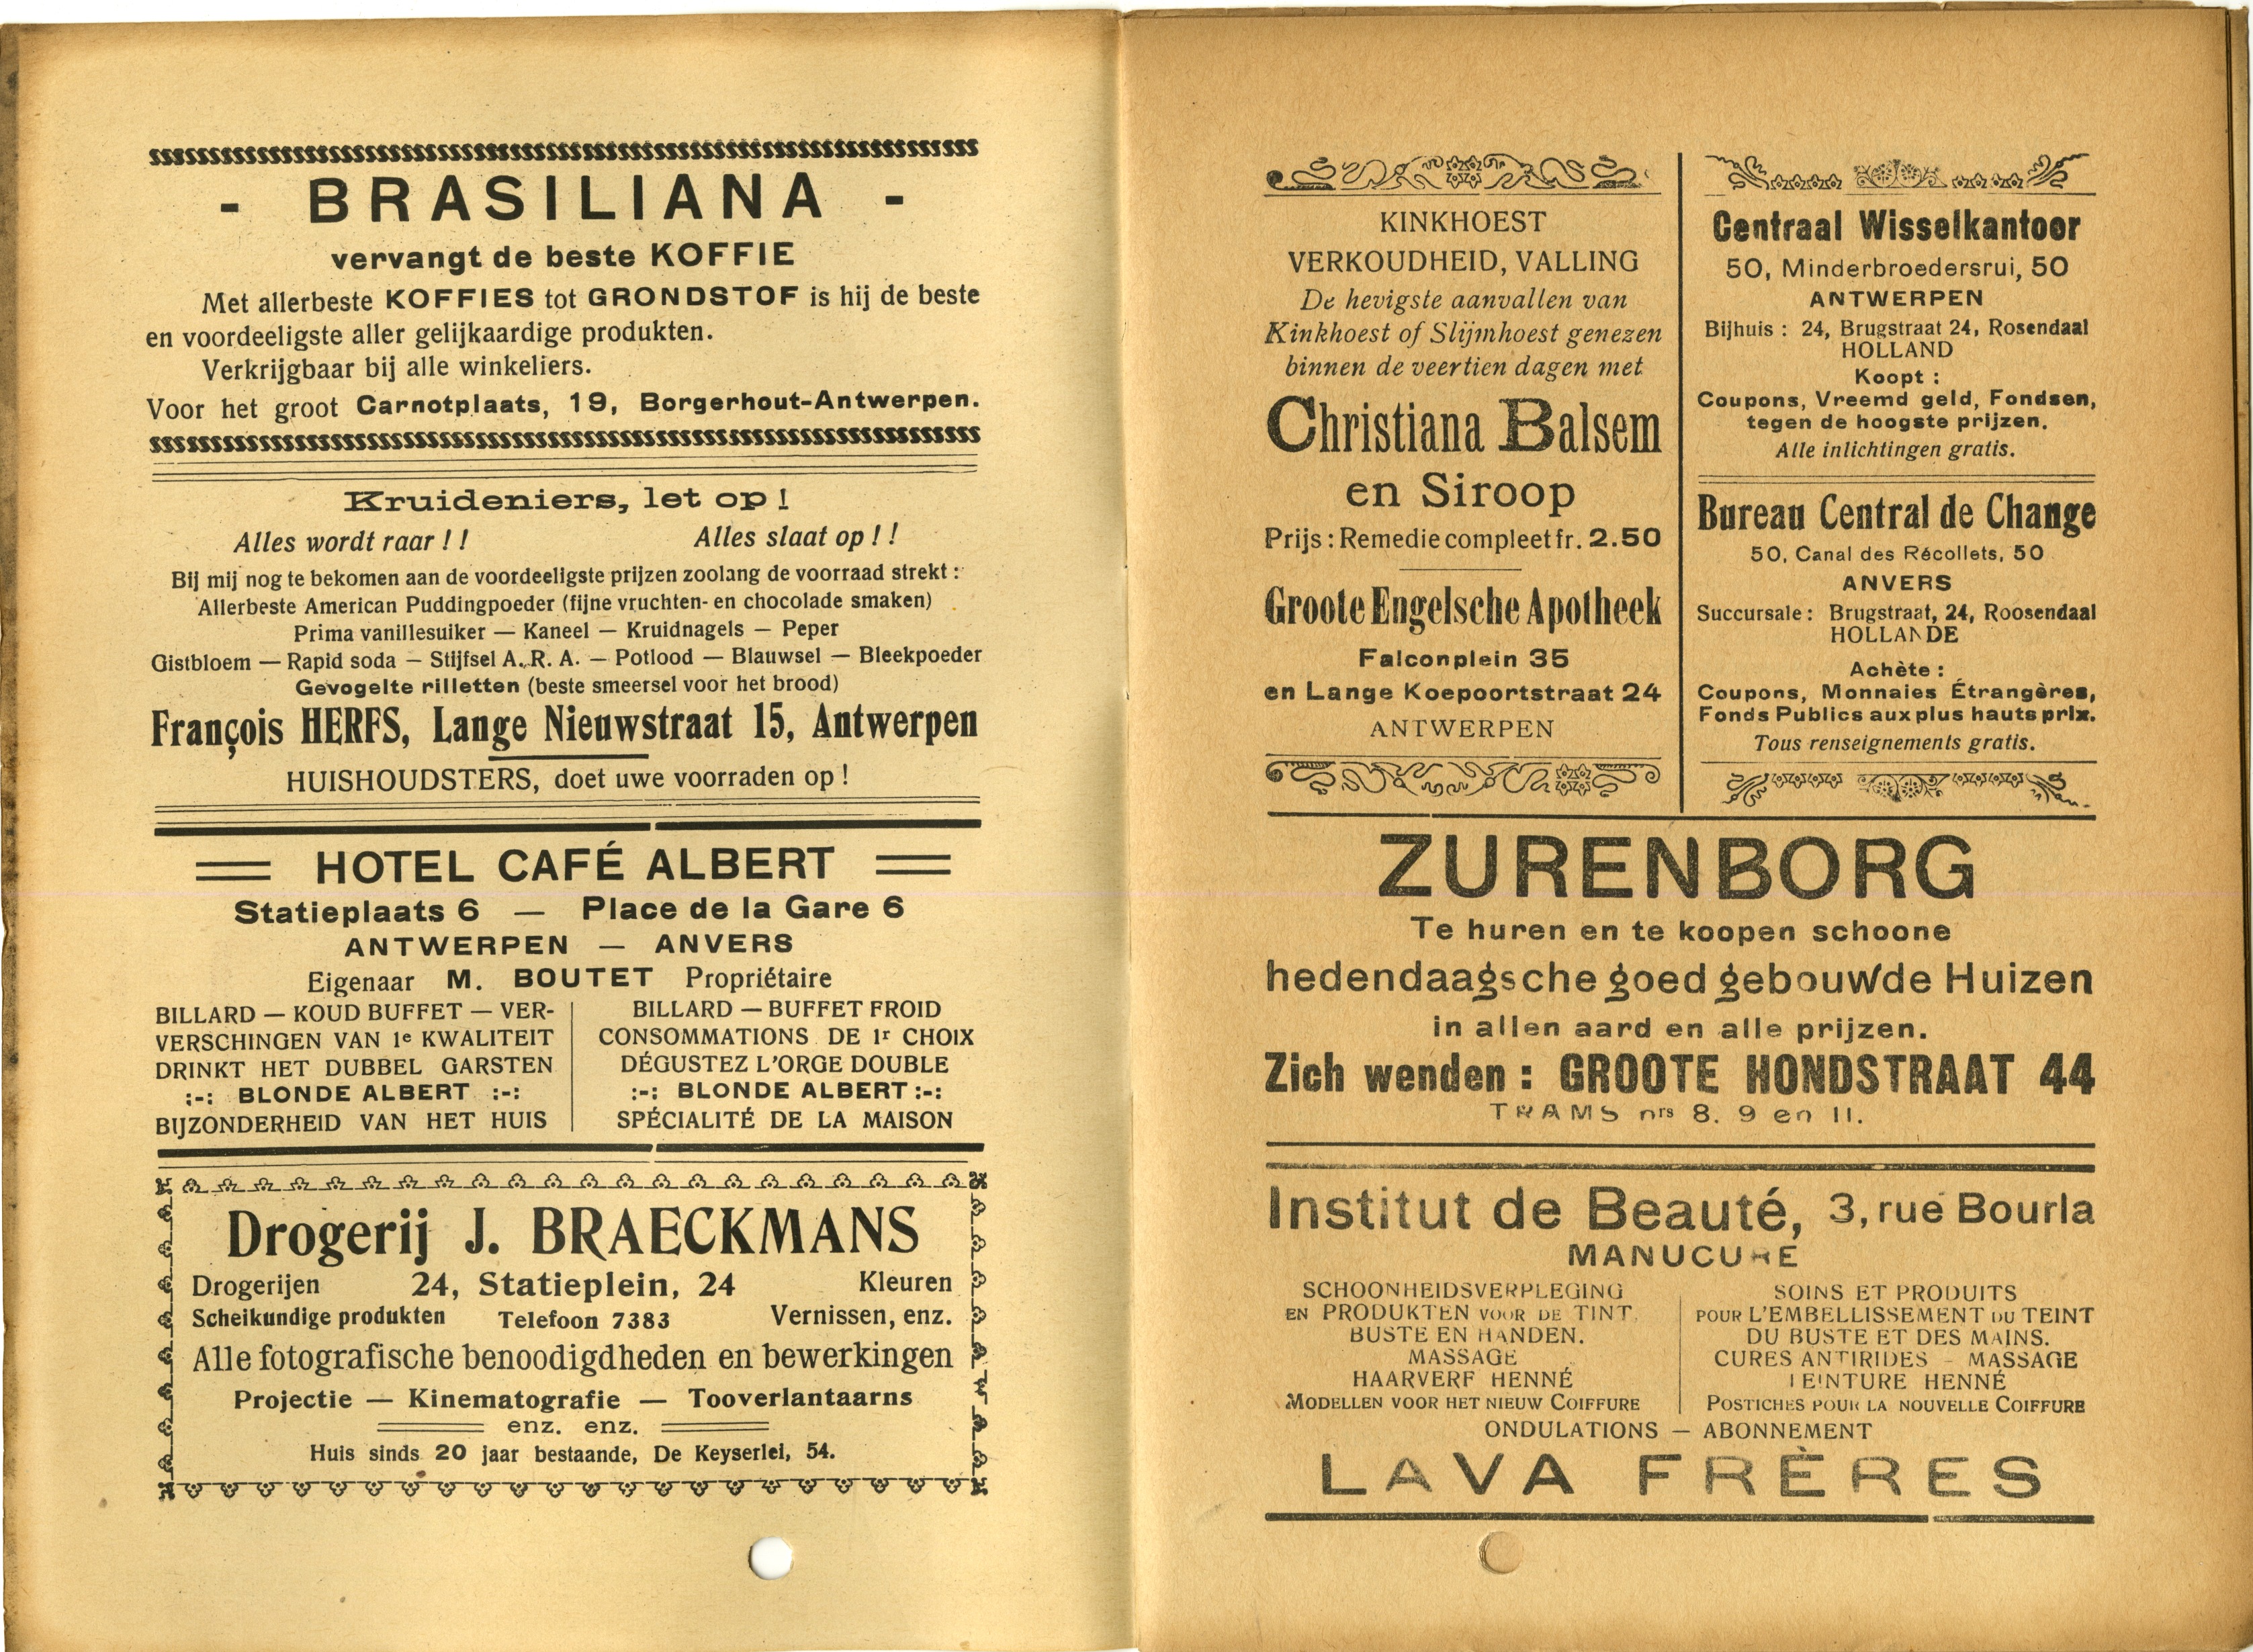 - BRASILIANA -
vervangt de beste KOFFIE
Met allerbeste KOFFIES tot GRONDSTOF is hij de beste
en voordeeligste aller gelijkaardige produkten.
Verkrijgbaar bij alle winkeliers.
Voor het groot Carnotplaats, 19, Borgerhout-Antwerpen.
Kruideniers, let op !
Alles wordt raar ! ! Alles slaat op ! !
Bij mij nog te bekomen aan de voordeeligste prijzen zoolang de voorraad strekt :
Allerbeste American Puddingpoeder (fijne vruchten- en chocolade smaken)
Prima vanillesuiker — Kaneel — Kruidnagels — Peper
Gistbloem — Rapid soda — Stijfsel A. R. A. — Potlood — Blauwsel — Bleekpoeder
Gevogelte rilletten (beste smeersel voor het brood)
François HERFS, Lange Nieuwstraat 15, Antwerpen
HUISHOUDSTERS, doet uwe voorraden op !
HOTEL CAFÉ ALBERT
Statieplaats 6 — Place de la Gare 6
ANTWERPEN — ANVERS
Eigenaar M. BOUTET Propriétaire
BILLARD — KOUD BUFFET — VER-
VERSCHINGEN VAN 1e KWALITEIT
DRINKT HET DUBBEL GARSTEN
:-: BLONDE ALBERT :-:
BIJZONDERHEID VAN HET HUIS
BILLARD — BUFFET FROID
CONSOMMATIONS DE 1r CHOIX
DÉGUSTEZ L'ORGE DOUBLE
:-: BLONDE ALBERT :-:
SPÉCIALITÉ DE LA MAISON
Drogerij J. BRAECKMANS
Drogerijen 24, Statieplein, 24 Kleuren
Scheikundige produkten Telefoon 7383 Vernissen, enz.
Alle fotografische benoodigdheden en bewerkingen
Projectie — Kinematografie — Tooverlantaarns
enz. enz.
Huis sinds 20 jaar bestaande, De Keyserlei, 54.
KINKHOEST
VERKOUDHEID, VALLING
De hevigste aanvallen van
Kinkhoest of Slijmhoest genezen
binnen de veertien dagen met
Christiana Balsem
en Siroop
Prijs : Remedie compleet fr. 2.50
Groote Engelsche Apotheek
Falconplein 35
en Lange Koepoortstraat 24
ANTWERPEN
Centraal Wisselkantoor
50, Minderbroedersrui, 50
ANTWERPEN
Bijhuis : 24, Brugstraat 24, Rosendaal
HOLLAND
Koopt :
Coupons, Vreemd geld, Fondsen,
tegen de hoogste prijzen.
Alle inlichtingen gratis.
Bureau Central de Change
50, Canal des Récollets, 50
ANVERS
Succursale : Brugstraat, 24, Roosendaal
HOLLANDE
Achète :
Coupons, Monnaies Étrangères,
Fonds Publics aux plus hauts prix.
Tous renseignements gratis.
ZURENBORG
Te huren en te koopen schoone
hedendaagsche goed gebouwde Huizen
in allen aard en alle prijzen.
Zich wenden : GROOTE HONDSTRAAT 44
TRAMS nrs 8. 9 en 11.
Institut de Beauté, 3, rue Bourla
MANUCURE
SCHOONHEIDSVERPLEGING
EN PRODUKTEN VOOR DE TINT,
BUSTE EN HANDEN.
MASSAGE
HAARVERF HENNÉ
MODELLEN VOOR HET NIEUW COIFFURE
SOINS ET PRODUITS
POUR L'EMBELLISSEMENT DU TEINT
DU BUSTE ET DES MAINS.
CURES ANTIRIDES - MASSAGE
TEINTURE HENNÉ
POSTICHES POUR LA NOUVELLE COIFFURE
ONDULATIONS — ABONNEMENT
LAVA FRÈRES